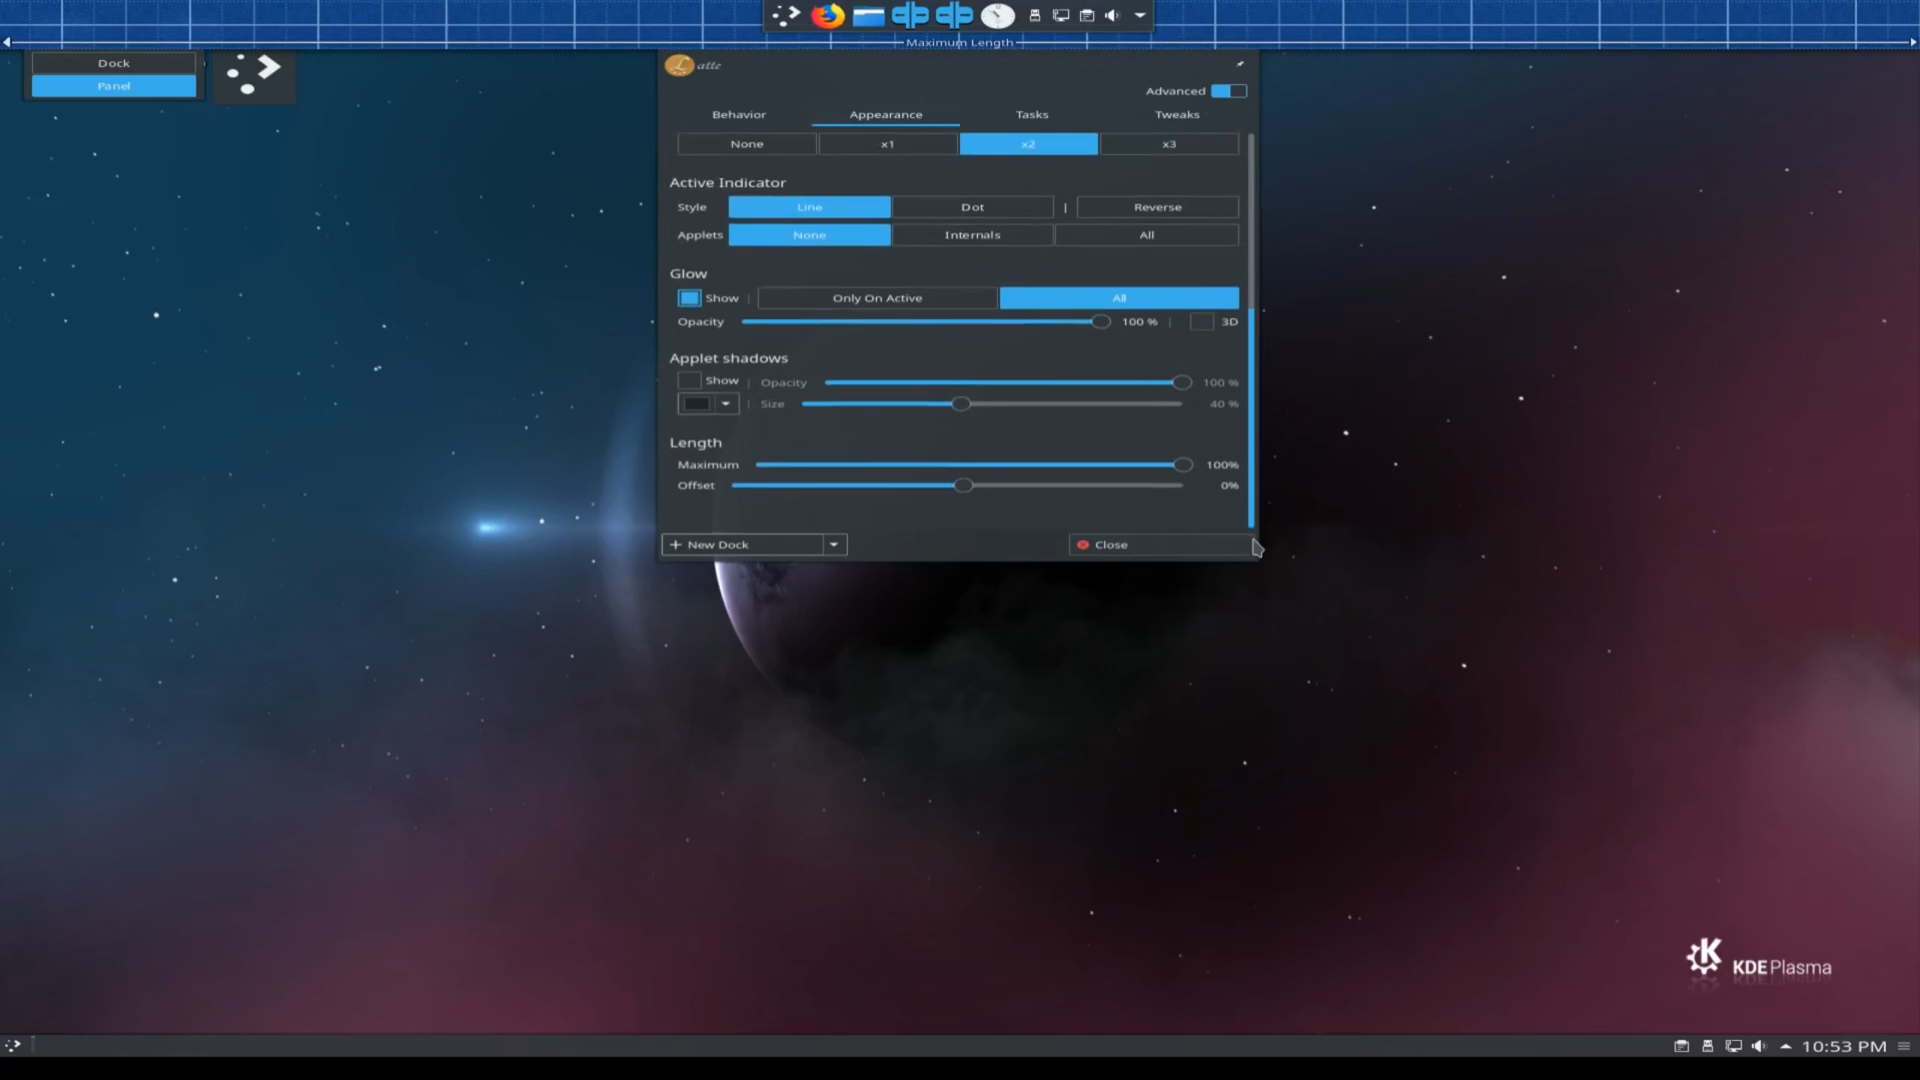 Maximum Length
Dock
Panel
Latte
Advanced
Behavior Appearance Tasks Tweaks
None x1 x2 x3
Active Indicator
Style Line Dot | Reverse
Applets None Internals All
Glow
Show | Only On Active All
Opacity 100 % | 3D
Applet shadows
Show | Opacity 100 %
| Size 40 %
Length
Maximum 100%
Offset 0%
+ New Dock Close
KDE Plasma
10:53 PM